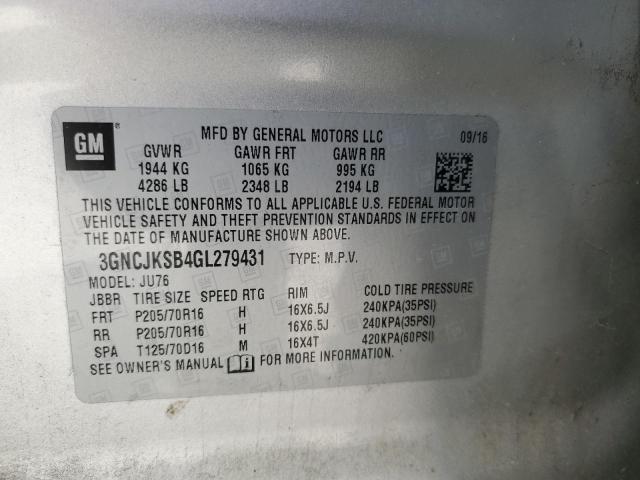 GM ®
MFD BY GENERAL MOTORS LLC 09/16
GVWR GAWR FRT GAWR RR
1944 KG 1065 KG 995 KG
4286 LB 2348 LB 2194 LB
THIS VEHICLE CONFORMS TO ALL APPLICABLE U.S. FEDERAL MOTOR
VEHICLE SAFETY AND THEFT PREVENTION STANDARDS IN EFFECT ON
THE DATE OF MANUFACTURE SHOWN ABOVE.
3GNCJKSB4GL279431 TYPE: M.P.V.
MODEL: JU76
JBBR TIRE SIZE SPEED RTG RIM COLD TIRE PRESSURE
FRT P205/70R16 H 16X6.5J 240KPA(35PSI)
RR P205/70R16 H 16X6.5J 240KPA(35PSI)
SPA T125/70D16 M 16X4T 420KPA(60PSI)
SEE OWNER'S MANUAL FOR MORE INFORMATION.